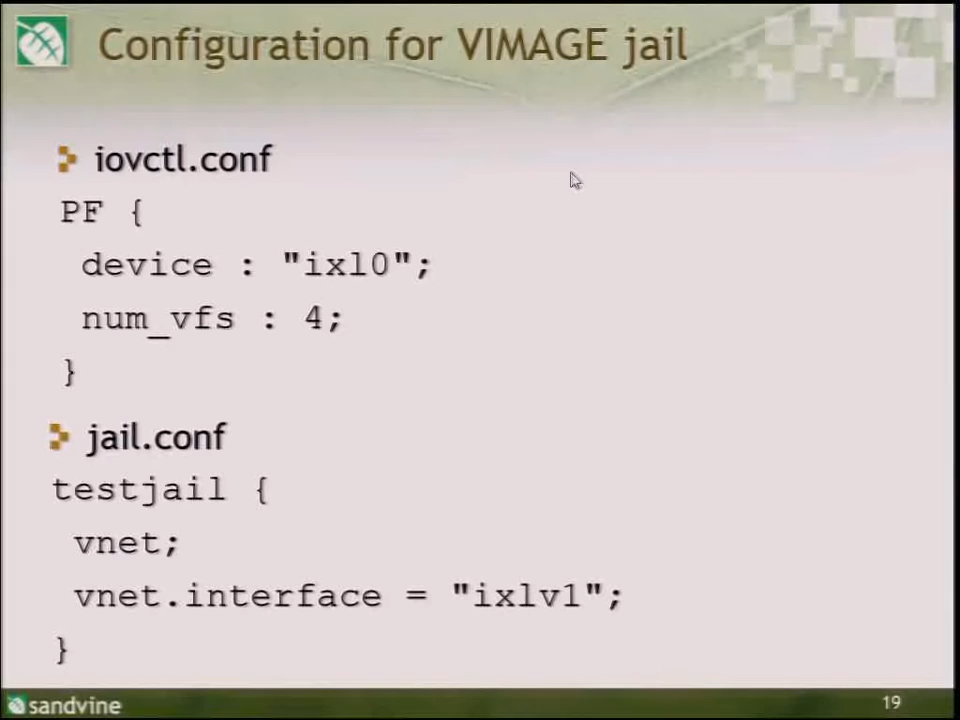 Configuration for VIMAGE jail
iovctl.conf
PF {
device : "ixl0";
num_vfs : 4;
}
jail.conf
testjail {
vnet;
vnet.interface = "ixlv1";
}
sandvine
19